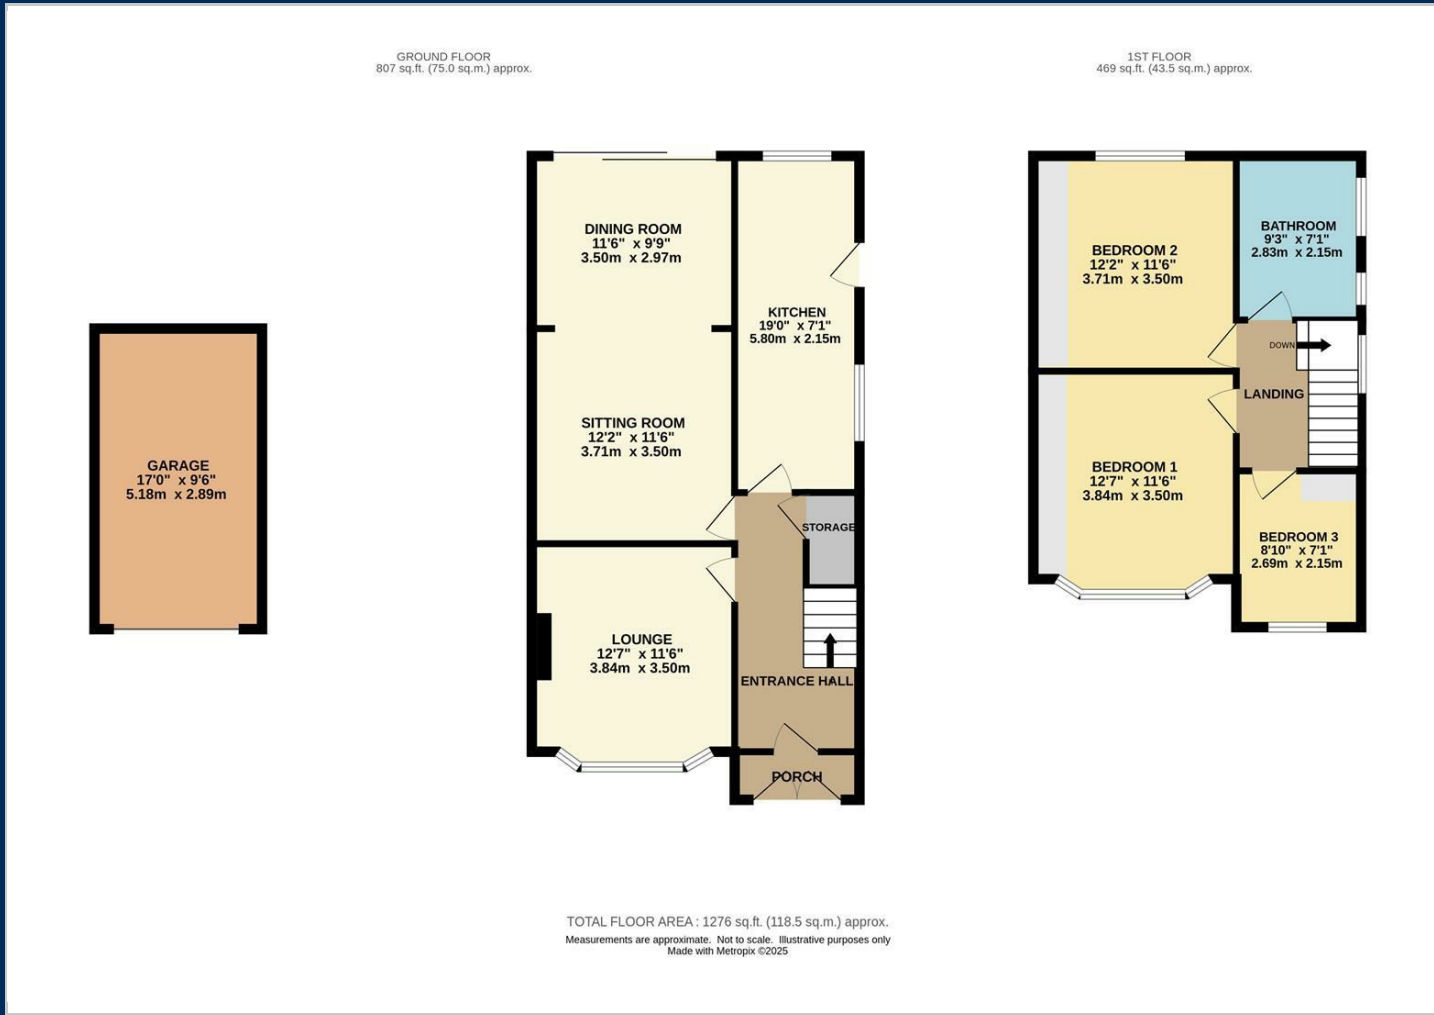 GROUND FLOOR
807 sq.ft. (75.0 sq.m.) approx.
1ST FLOOR
469 sq.ft. (43.5 sq.m.) approx.
DINING ROOM
11'6" x 9'9"
3.50m x 2.97m
KITCHEN
19'0" x 7'1"
5.80m x 2.15m
SITTING ROOM
12'2" x 11'6"
3.71m x 3.50m
GARAGE
17'0" x 9'6"
5.18m x 2.89m
STORAGE
LOUNGE
12'7" x 11'6"
3.84m x 3.50m
ENTRANCE HALL
PORCH
BEDROOM 2
12'2" x 11'6"
3.71m x 3.50m
BATHROOM
9'3" x 7'1"
2.83m x 2.15m
DOWN
LANDING
BEDROOM 1
12'7" x 11'6"
3.84m x 3.50m
BEDROOM 3
8'10" x 7'1"
2.69m x 2.15m
TOTAL FLOOR AREA : 1276 sq.ft. (118.5 sq.m.) approx.
Measurements are approximate. Not to scale. Illustrative purposes only
Made with Metropix ©2025